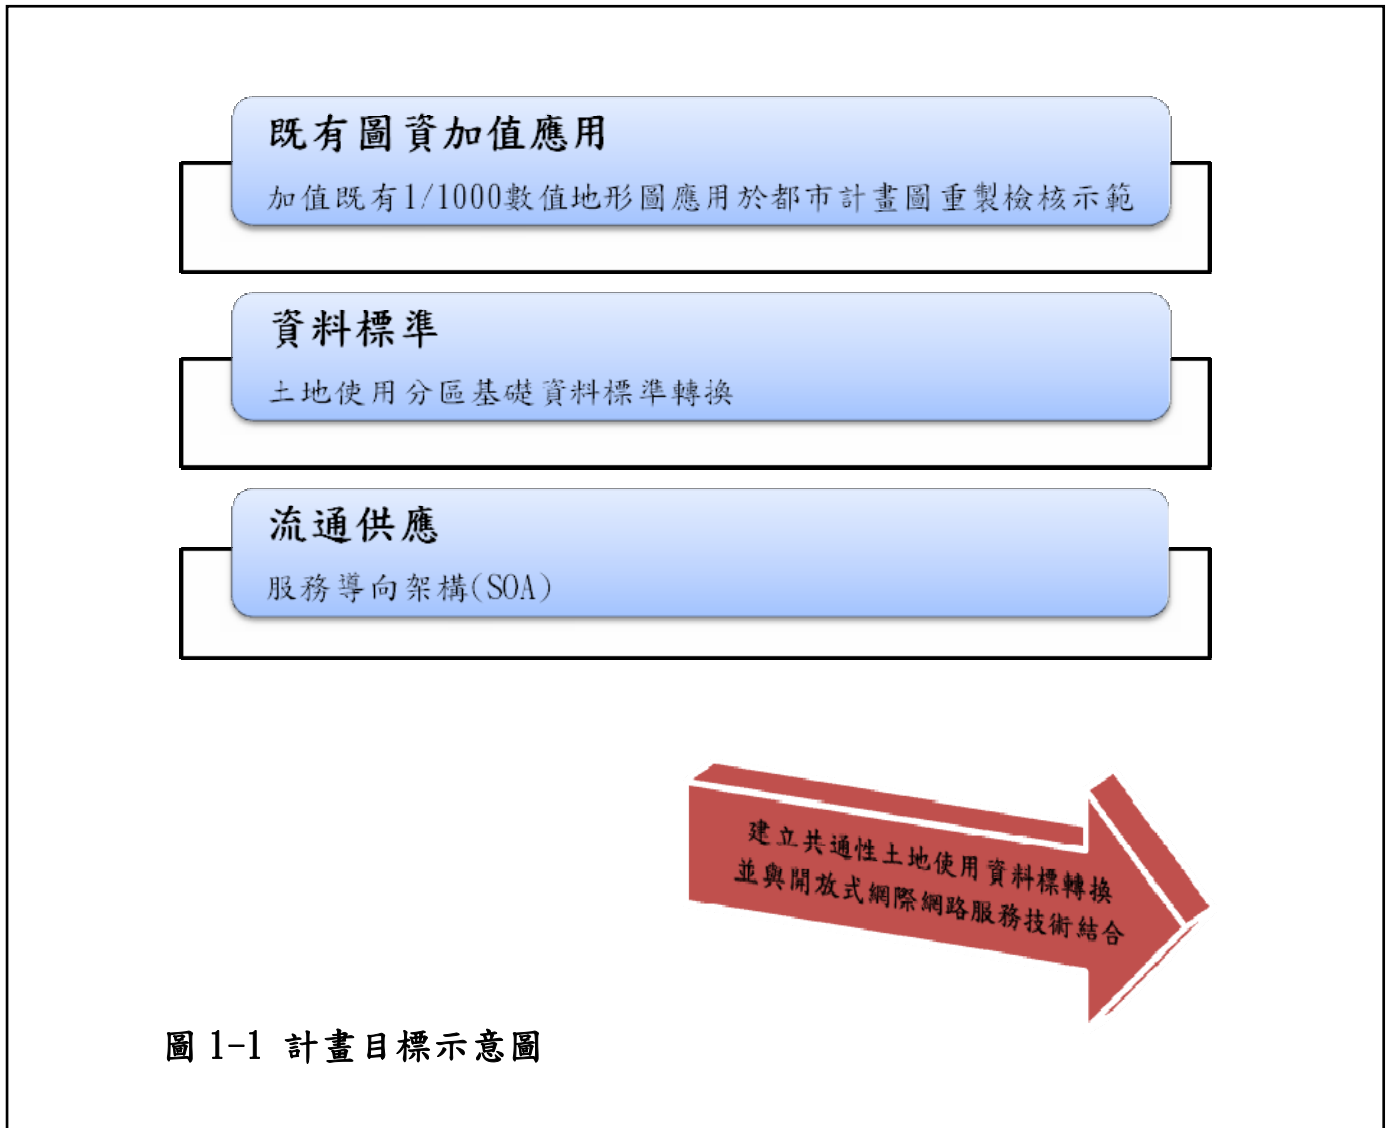 既有圖資加值應用
加值既有1/1000數值地形圖應用於都市計畫圖重製檢核示範
資料標準
土地使用分區基礎資料標準轉換
流通供應
服務導向架構(SOA)
建立共通性土地使用資料標轉換
並與開放式網際網路服務技術結合
圖 1-1 計畫目標示意圖